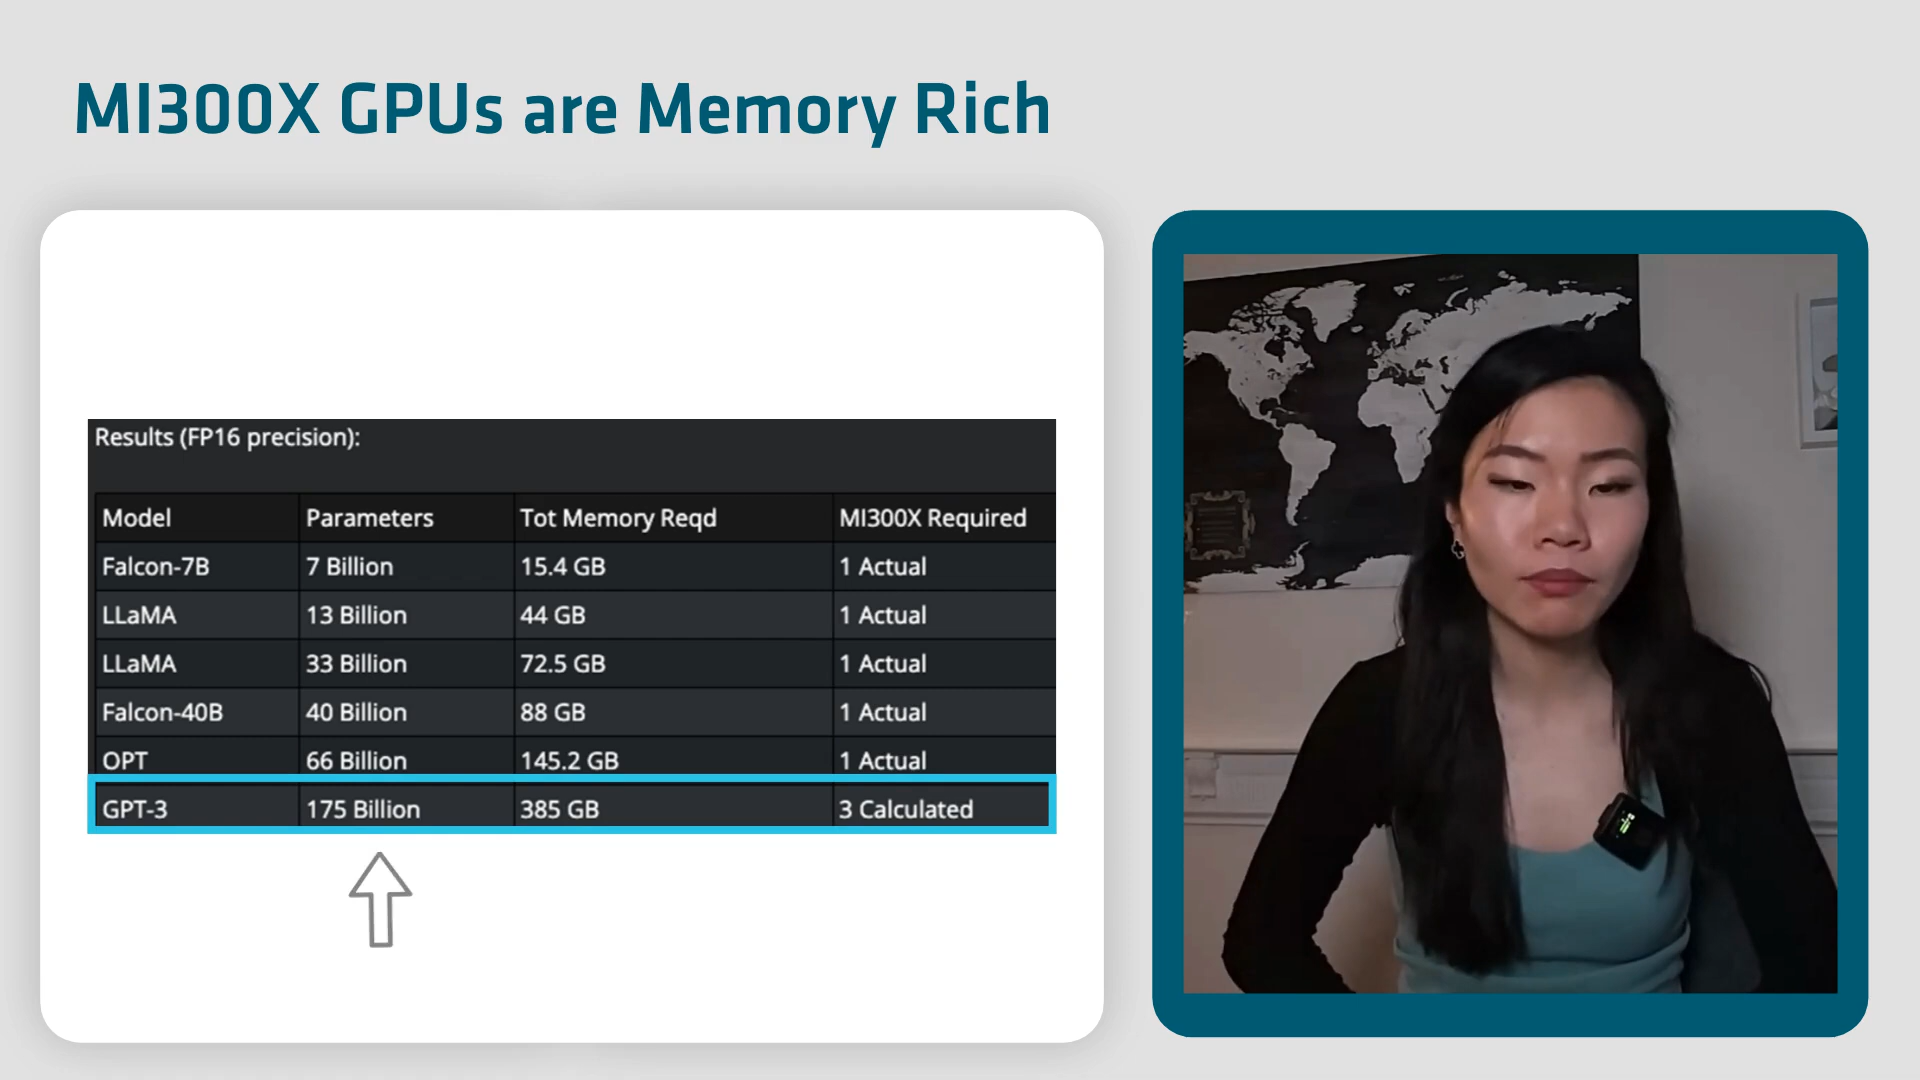 MI300X GPUs are Memory Rich
Results (FP16 precision):
Model Parameters Tot Memory Reqd MI300X Required
Falcon-7B 7 Billion 15.4 GB 1 Actual
LLaMA 13 Billion 44 GB 1 Actual
LLaMA 33 Billion 72.5 GB 1 Actual
Falcon-40B 40 Billion 88 GB 1 Actual
OPT 66 Billion 145.2 GB 1 Actual
GPT-3 175 Billion 385 GB 3 Calculated